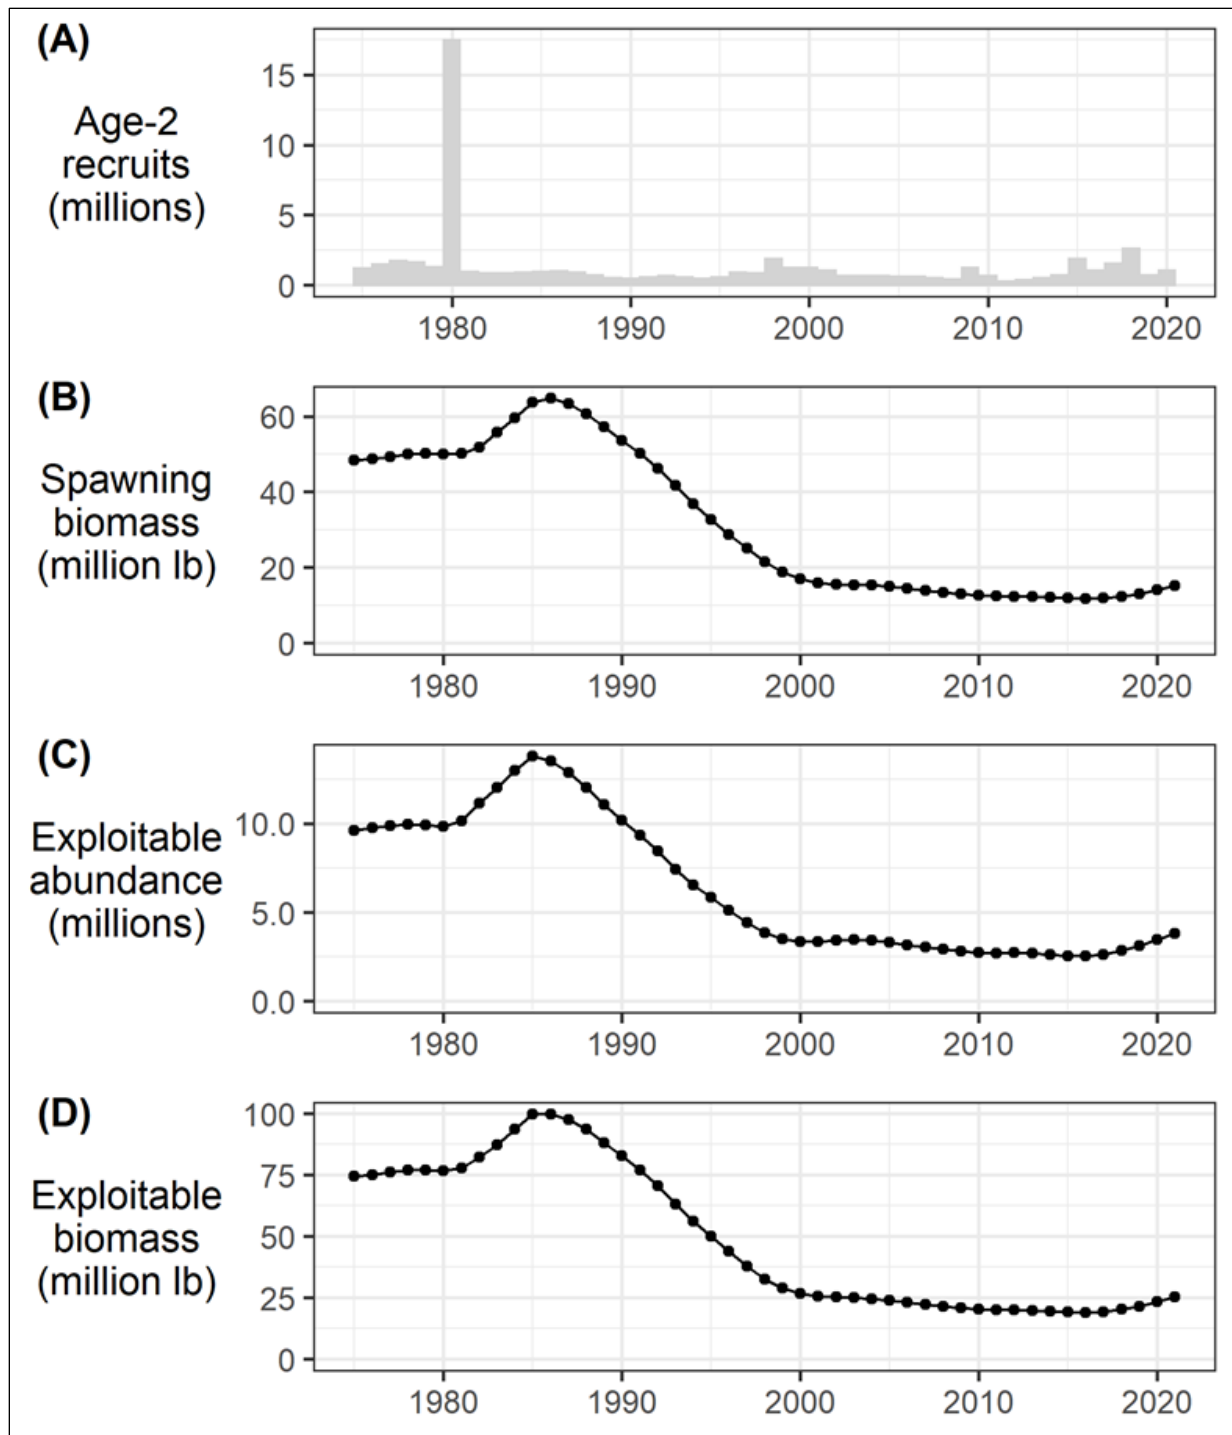 (A)
Age-2
recruits
(millions)
15
10
5
0
1980 1990 2000 2010 2020
(B)
Spawning
biomass
(million lb)
60
40
20
0
1980 1990 2000 2010 2020
(C)
Exploitable
abundance
(millions)
10.0
5.0
0.0
1980 1990 2000 2010 2020
(D)
Exploitable
biomass
(million lb)
100
75
50
25
0
1980 1990 2000 2010 2020